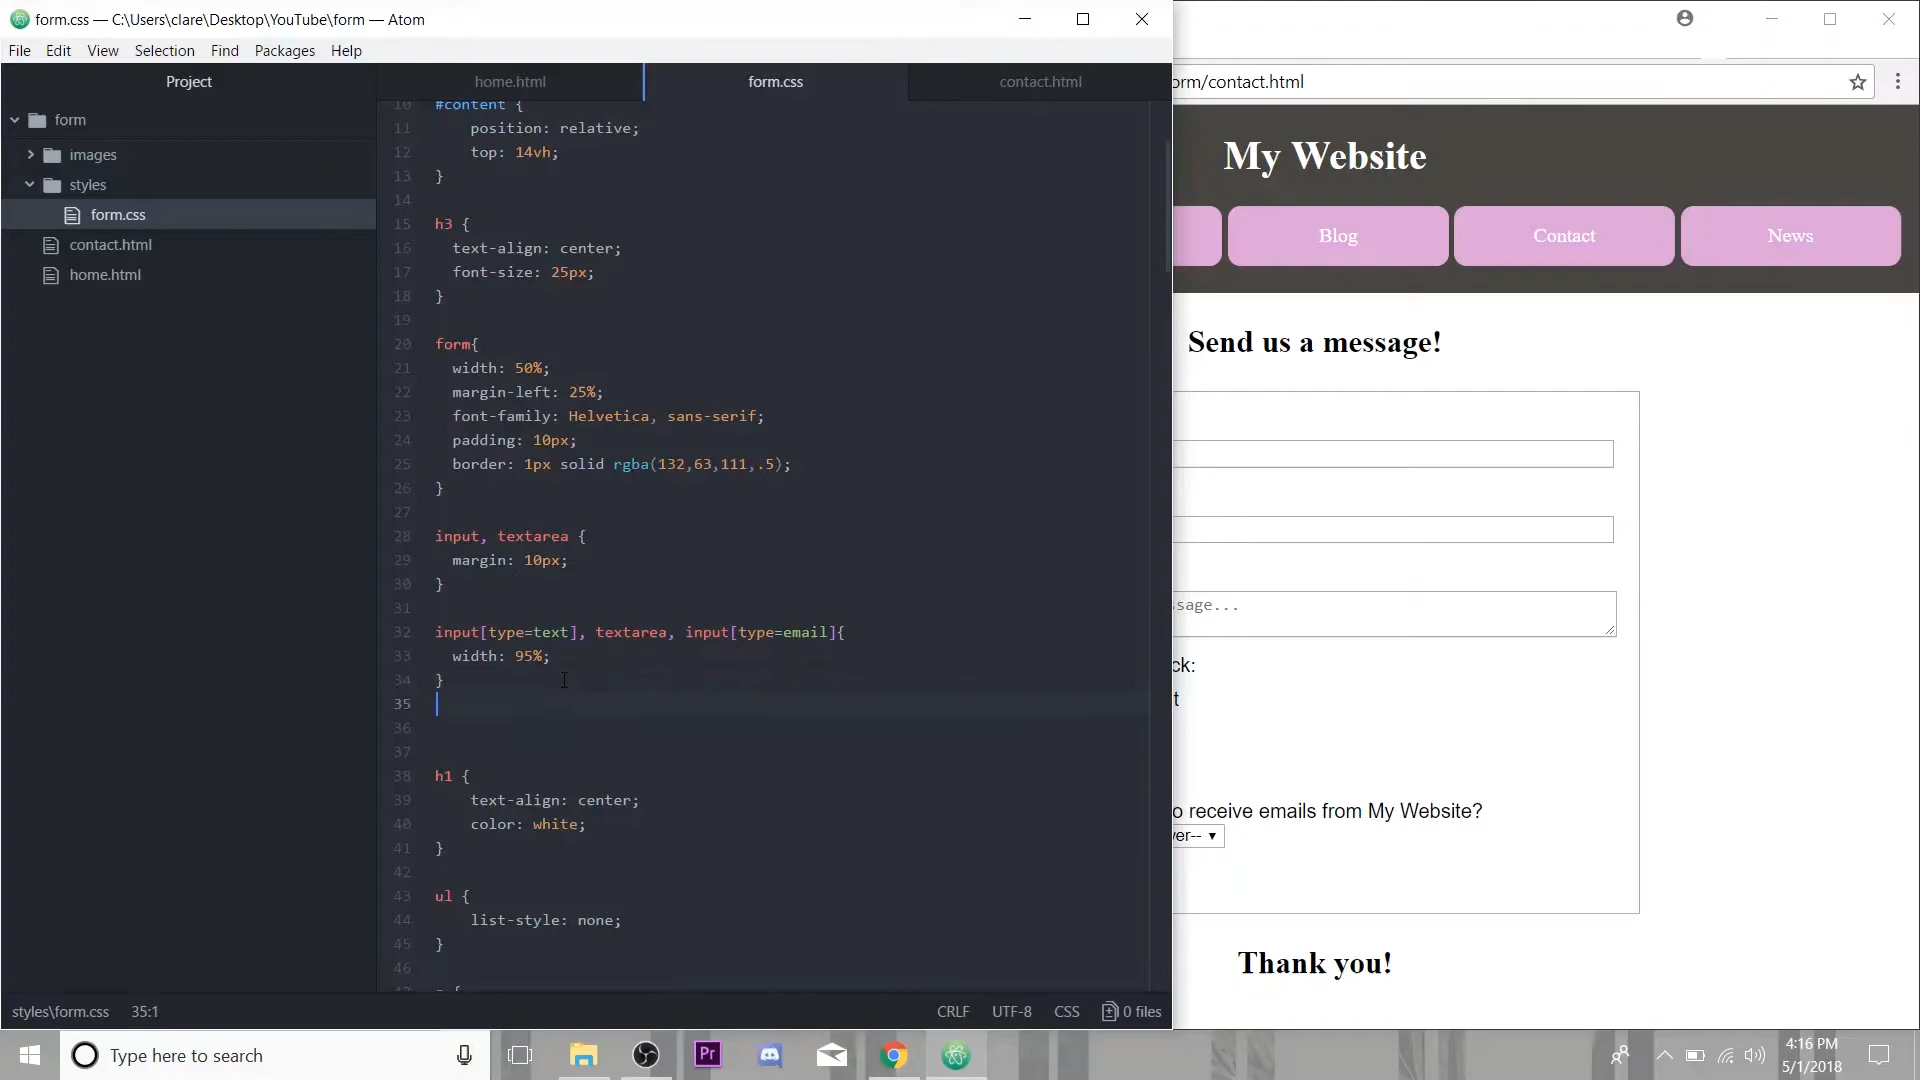 form.css — C:\Users\clare\Desktop\YouTube\form — Atom
File Edit View Selection Find Packages Help
Project
home.html
form.css
contact.html
form
images
styles
form.css
contact.html
home.html
10 #content {
11 position: relative;
12 top: 14vh;
13 }
14
15 h3 {
16 text-align: center;
17 font-size: 25px;
18 }
19
20 form{
21 width: 50%;
22 margin-left: 25%;
23 font-family: Helvetica, sans-serif;
24 padding: 10px;
25 border: 1px solid rgba(132,63,111,.5);
26 }
27
28 input, textarea {
29 margin: 10px;
30 }
31
32 input[type=text], textarea, input[type=email]{
33 width: 95%;
34 }
35
36
37
38 h1 {
39 text-align: center;
40 color: white;
41 }
42
43 ul {
44 list-style: none;
45 }
46
styles\form.css 35:1
CRLF UTF-8 CSS 0 files
orm/contact.html
My Website
Blog
Contact
News
Send us a message!
sage...
ck:
t
o receive emails from My Website?
ver--
Thank you!
Type here to search
Pr
4:16 PM
5/1/2018